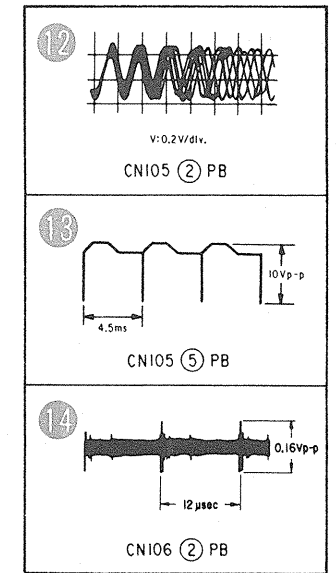 12
V:0.2V/div.
CN105 ② PB
13
10Vp-p
4.5ms
CN105 ⑤ PB
14
0.16Vp-p
12µsec
CN106 ② PB